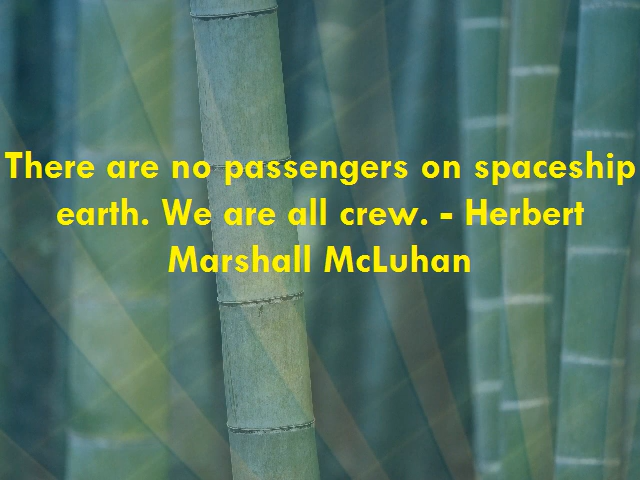 There are no passengers on spaceship
earth. We are all crew. - Herbert
Marshall McLuhan